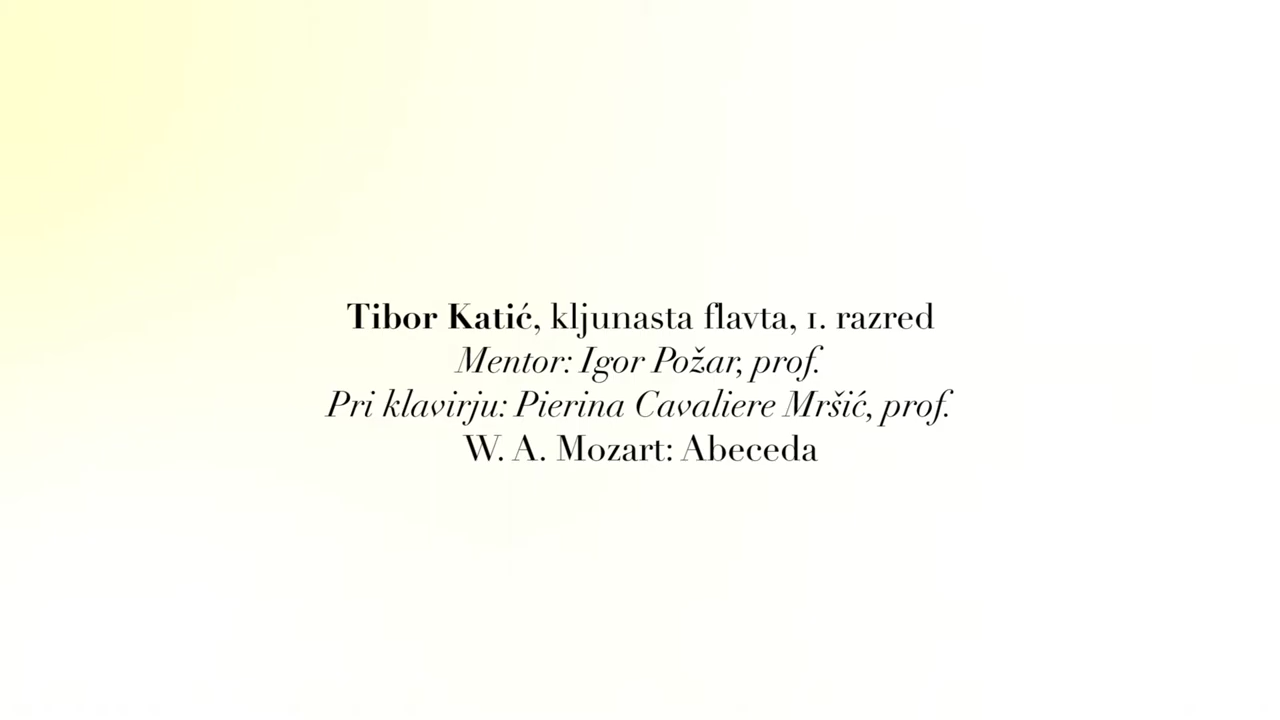 Tibor Katić, kljunasta flavta, 1. razred
Mentor: Igor Požar, prof.
Pri klavirju: Pierina Cavaliere Mršić, prof.
W. A. Mozart: Abeceda